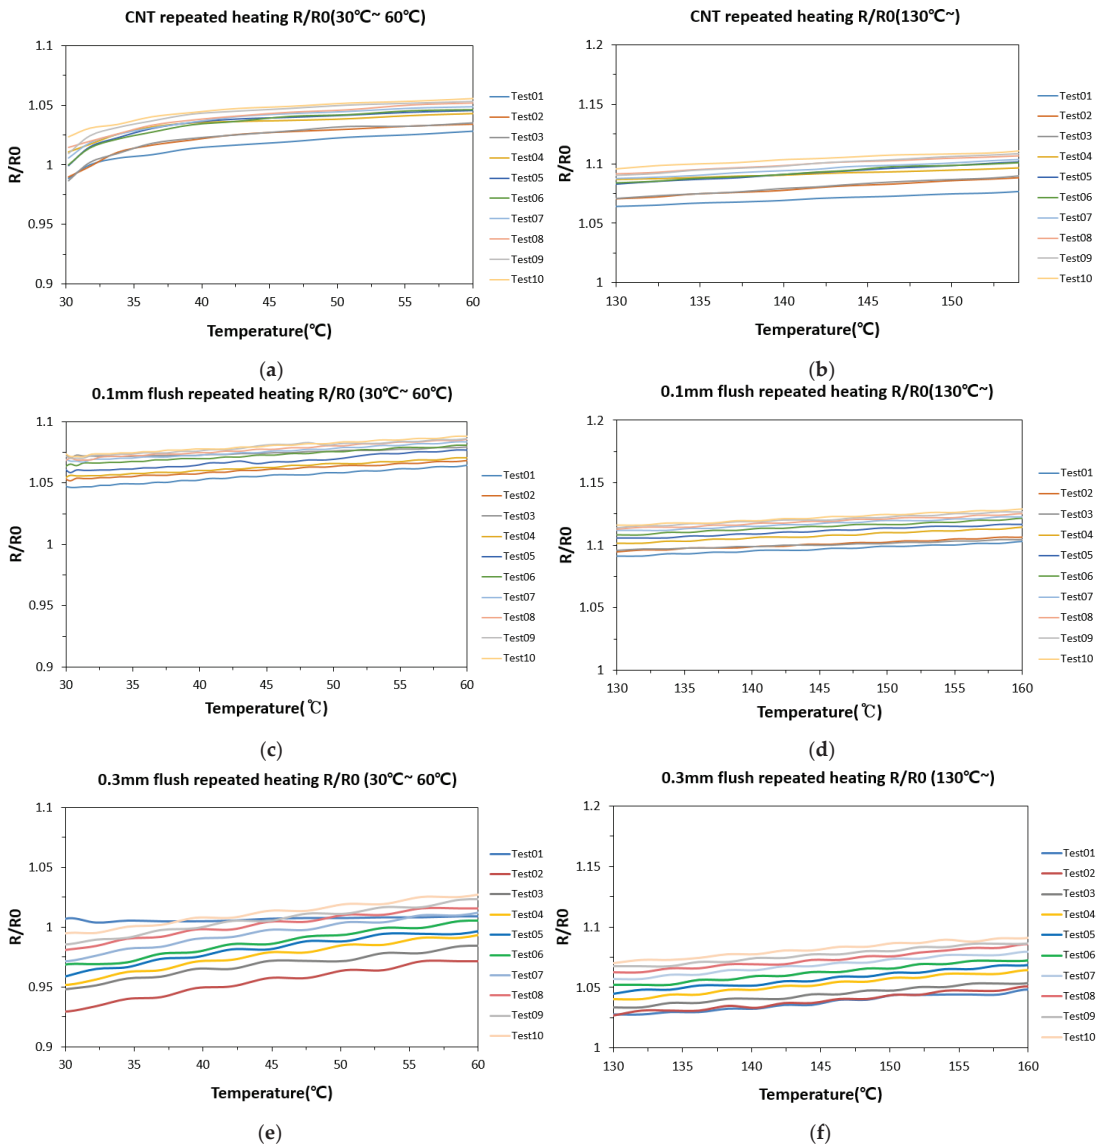 CNT repeated heating R/R0(30℃~ 60℃)
1.1
1.05
1
0.95
0.9
R/R0
30
35
40
45
50
55
60
Temperature(℃)
Test01
Test02
Test03
Test04
Test05
Test06
Test07
Test08
Test09
Test10
(a)
CNT repeated heating R/R0(130℃~)
1.2
1.15
1.1
1.05
1
R/R0
130
135
140
145
150
Temperature(℃)
Test01
Test02
Test03
Test04
Test05
Test06
Test07
Test08
Test09
Test10
(b)
0.1mm flush repeated heating R/R0 (30℃~ 60℃)
1.1
1.05
1
0.95
0.9
R/R0
30
35
40
45
50
55
60
Temperature(℃)
Test01
Test02
Test03
Test04
Test05
Test06
Test07
Test08
Test09
Test10
(c)
0.1mm flush repeated heating R/R0(130℃~)
1.2
1.15
1.1
1.05
1
R/R0
130
135
140
145
150
155
160
Temperature(℃)
Test01
Test02
Test03
Test04
Test05
Test06
Test07
Test08
Test09
Test10
(d)
0.3mm flush repeated heating R/R0 (30℃~ 60℃)
1.1
1.05
1
0.95
0.9
R/R0
30
35
40
45
50
55
60
Temperature(℃)
Test01
Test02
Test03
Test04
Test05
Test06
Test07
Test08
Test09
Test10
(e)
0.3mm flush repeated heating R/R0 (130℃~)
1.2
1.15
1.1
1.05
1
R/R0
130
135
140
145
150
155
160
Temperature(℃)
Test01
Test02
Test03
Test04
Test05
Test06
Test07
Test08
Test09
Test10
(f)